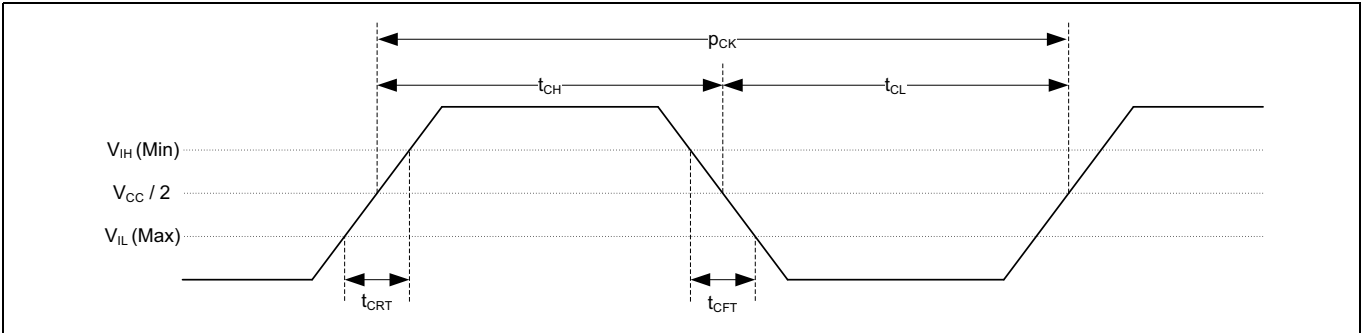 pCK
tCH
tCL
VIH (Min)
VCC / 2
VIL (Max)
tCRT
tCFT